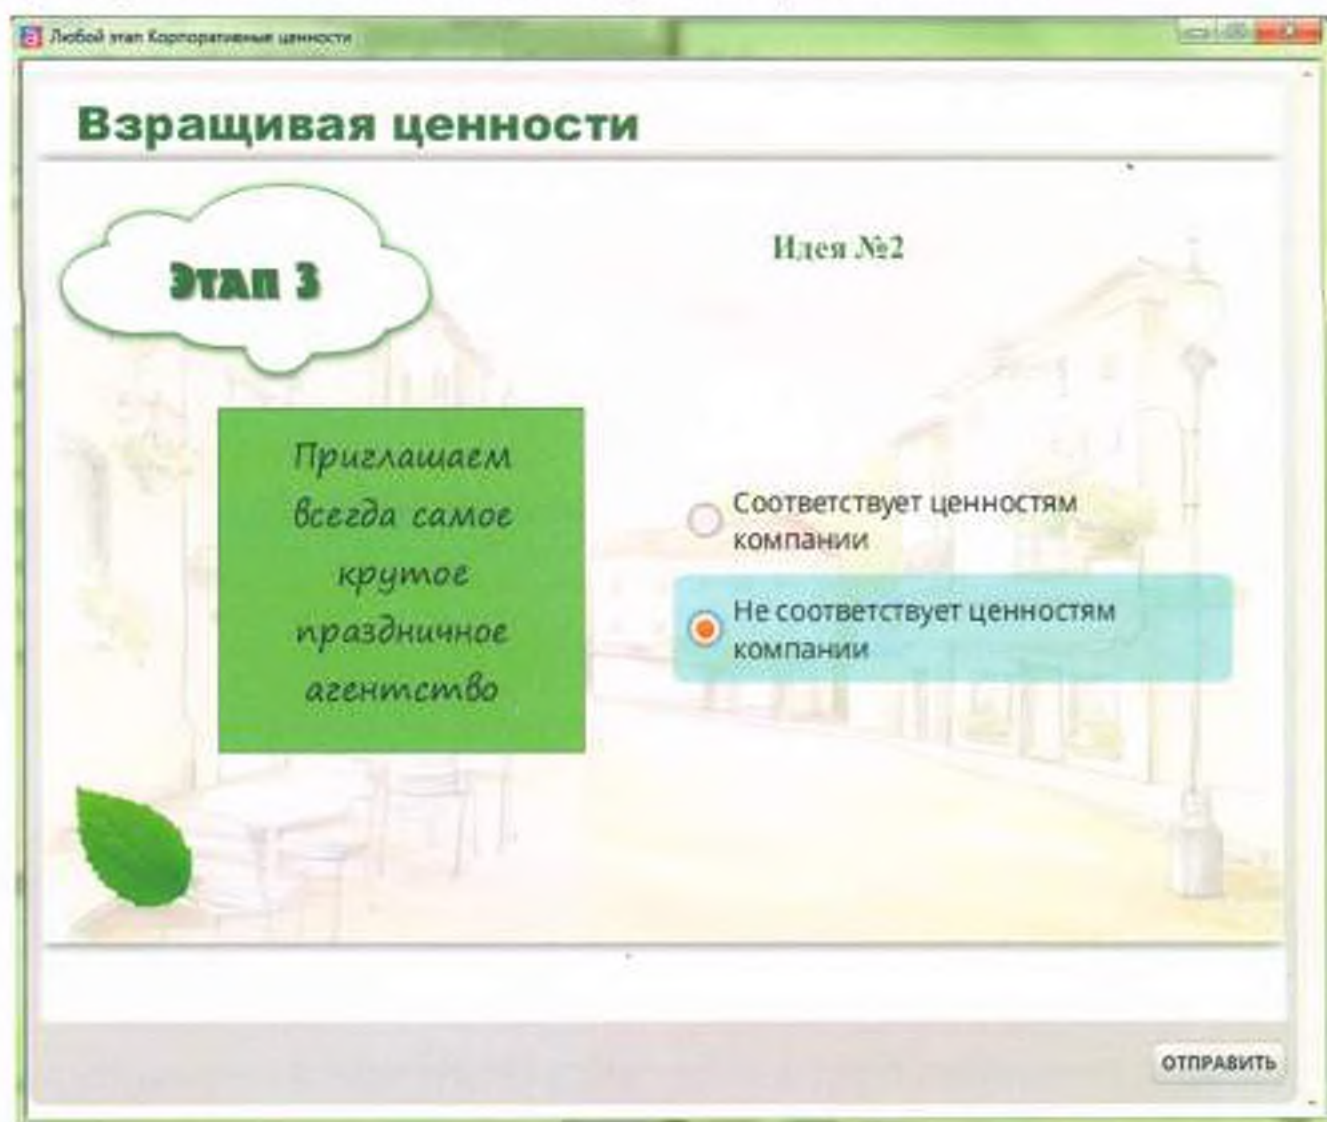 Любой этап Корпоративные ценности
Взращивая ценности
Этап 3
Идея №2
Приглашаем
всегда самое
крутое
праздничное
агентство
Соответствует ценностям
компании
Не соответствует ценностям
компании
ОТПРАВИТЬ